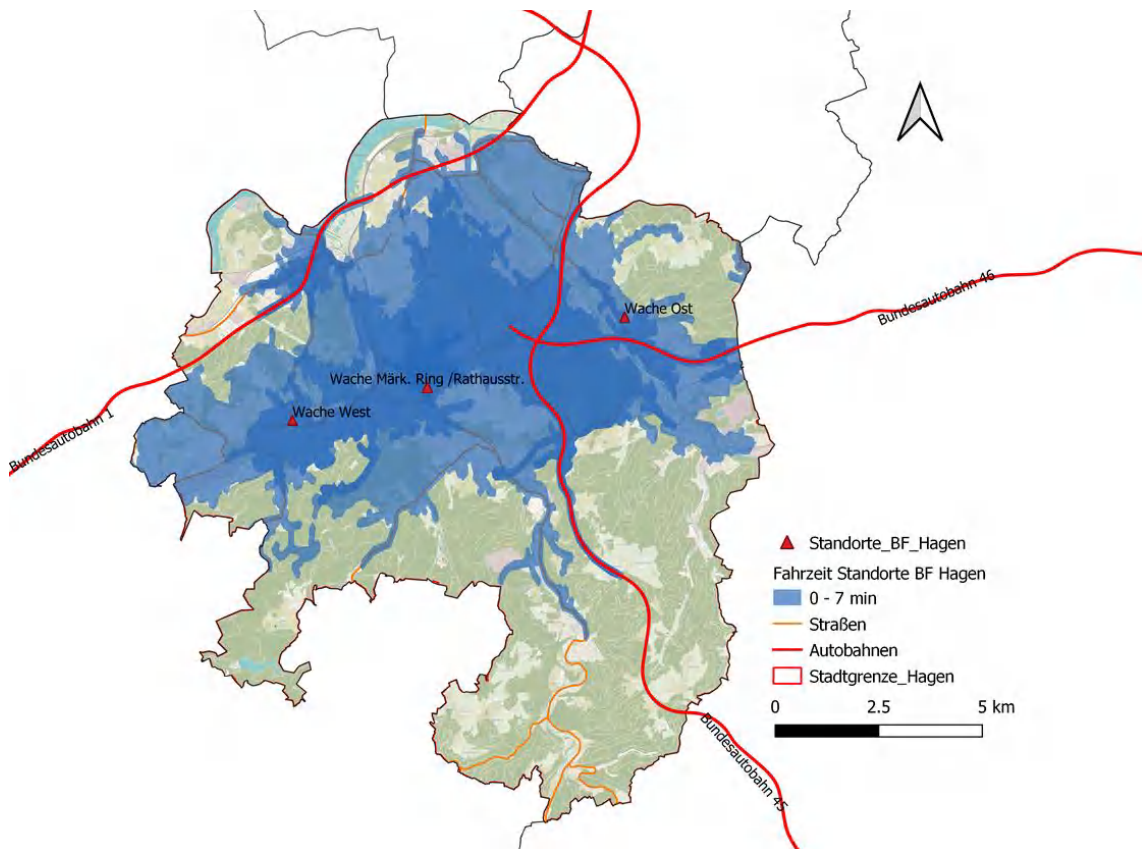 Bundesautobahn 46
Wache Ost
Wache Märk. Ring /Rathausstr.
Wache West
Bundesautobahn 1
Standorte_BF_Hagen
Fahrzeit Standorte BF Hagen
0 - 7 min
Straßen
Autobahnen
Stadtgrenze_Hagen
0 2.5 5 km
Bundesautobahn 45